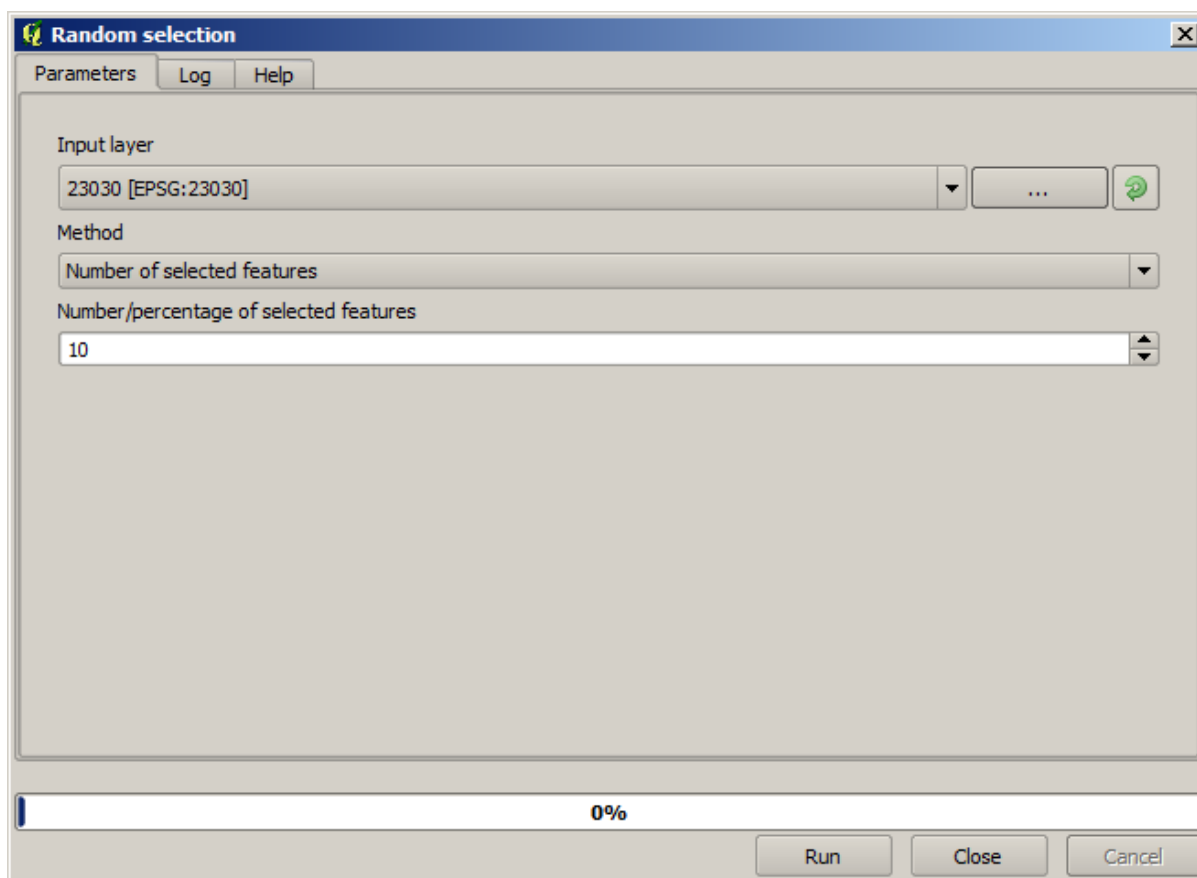 Random selection
Parameters Log Help
Input layer
23030 [EPSG:23030] ...
Method
Number of selected features
Number/percentage of selected features
10
0%
Run Close Cancel